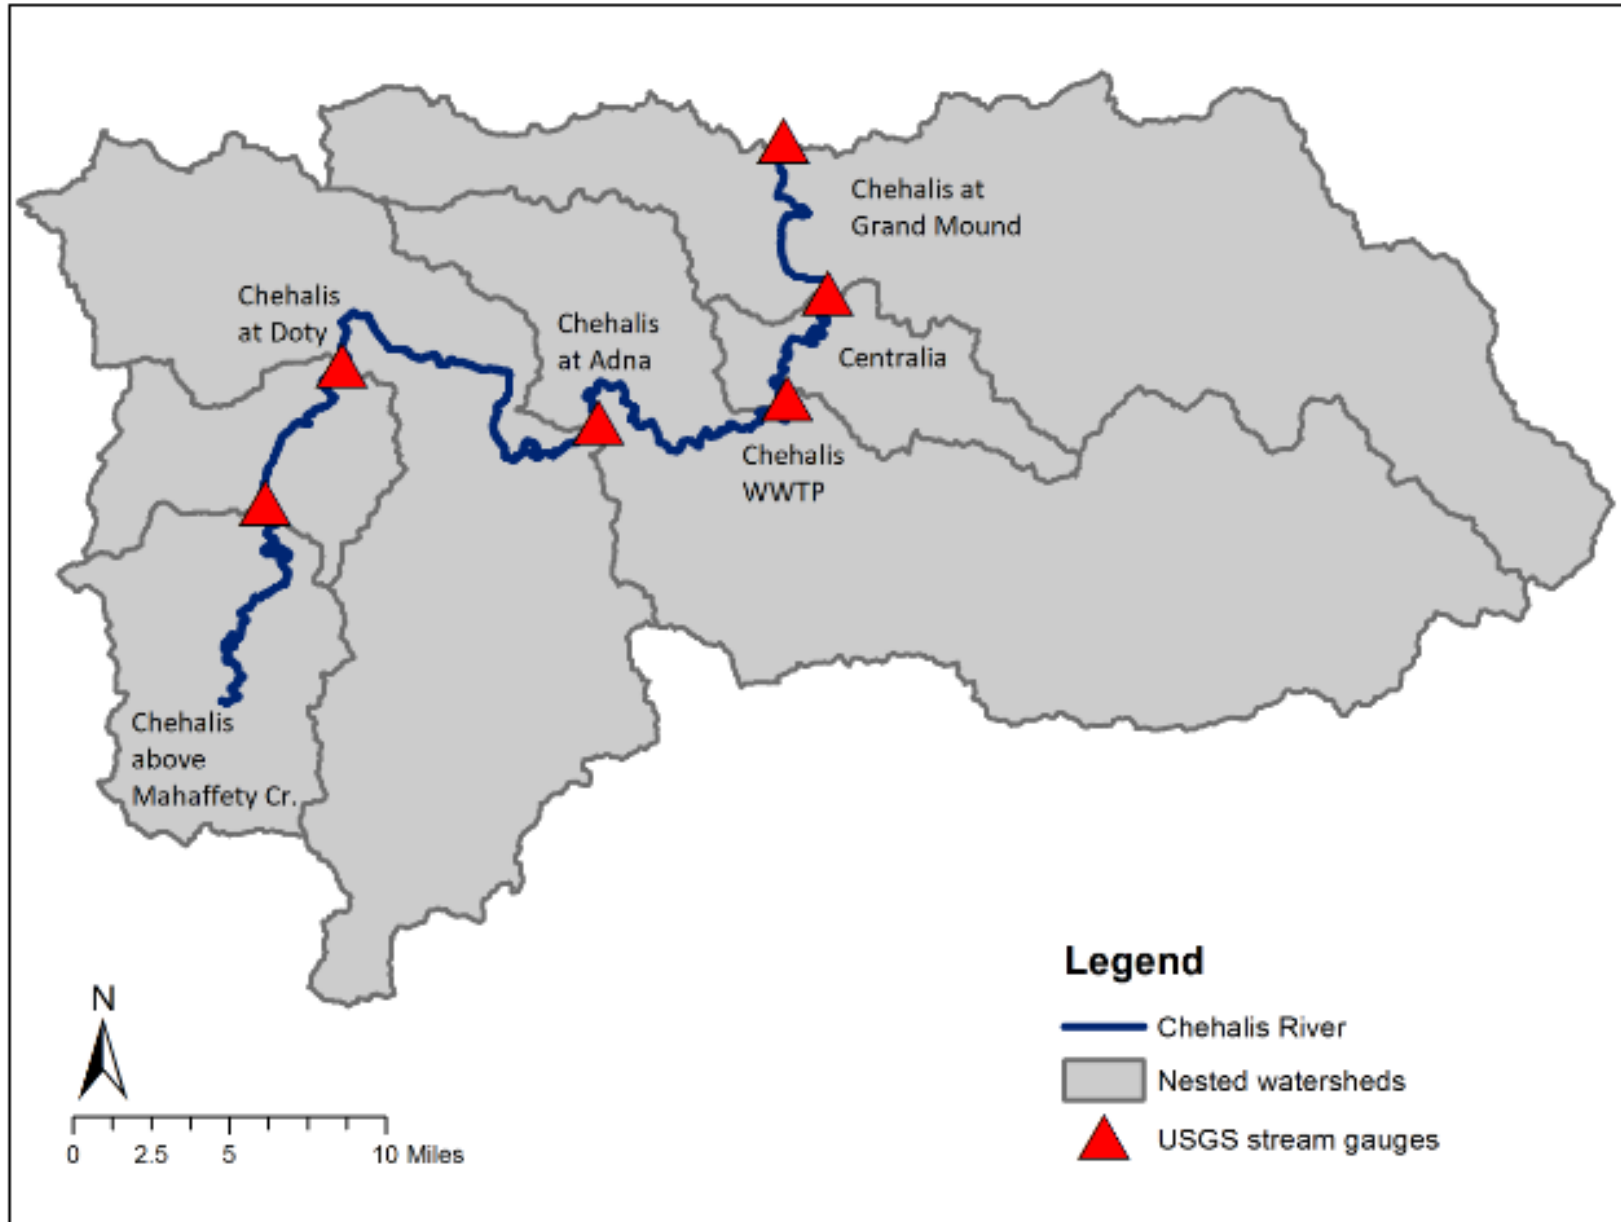 Chehalis at
Grand Mound
Chehalis
at Doty
Chehalis
at Adna
Centralia
Chehalis
WWTP
Chehalis
above
Mahaffety Cr.
Legend
Chehalis River
Nested watersheds
USGS stream gauges
N
0 2.5 5 10 Miles